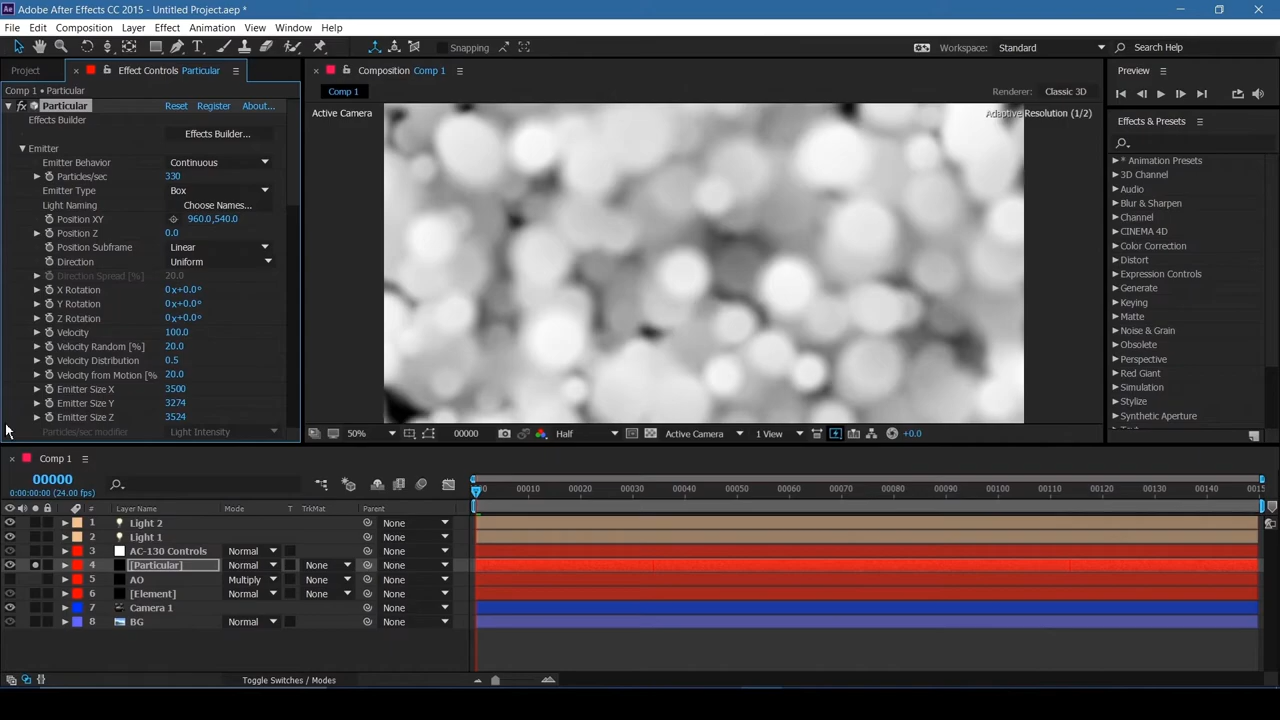 Ae Adobe After Effects CC 2015 - Untitled Project.aep *
File Edit Composition Layer Effect Animation View Window Help
Snapping Workspace: Standard Search Help
Project Effect Controls Particular Composition Comp 1 Preview
Comp 1 • Particular Comp 1 Renderer: Classic 3D
fx Particular Reset Register About...
Active Camera Adaptive Resolution (1/2)
Effects Builder
Effects Builder...
Emitter
Emitter Behavior Continuous
Particles/sec 330
Emitter Type Box
Light Naming Choose Names...
Position XY 960.0,540.0
Position Z 0.0
Position Subframe Linear
Direction Uniform
Direction Spread [%] 20.0
X Rotation 0x+0.0°
Y Rotation 0x+0.0°
Z Rotation 0x+0.0°
Velocity 100.0
Velocity Random [%] 20.0
Velocity Distribution 0.5
Velocity from Motion [% 20.0
Emitter Size X 3500
Emitter Size Y 3274
Emitter Size Z 3524
Particles/sec modifier Light Intensity
Effects & Presets
* Animation Presets
3D Channel
Audio
Blur & Sharpen
Channel
CINEMA 4D
Color Correction
Distort
Expression Controls
Generate
Keying
Matte
Noise & Grain
Obsolete
Perspective
Red Giant
Simulation
Stylize
Synthetic Aperture
50% 00000 Half Active Camera 1 View +0.0
Comp 1
00000
0:00:00:00 (24.00 fps)
00 00010 00020 00030 00040 00050 00060 00070 00080 00090 00100 00110 00120 00130 00140 0015
# Layer Name Mode T TrkMat Parent
1 Light 2 None
2 Light 1 None
3 AC-130 Controls Normal None
4 [Particular] Normal None None
5 AO Multiply None None
6 [Element] Normal None None
7 Camera 1 None
8 BG Normal None None
Toggle Switches / Modes